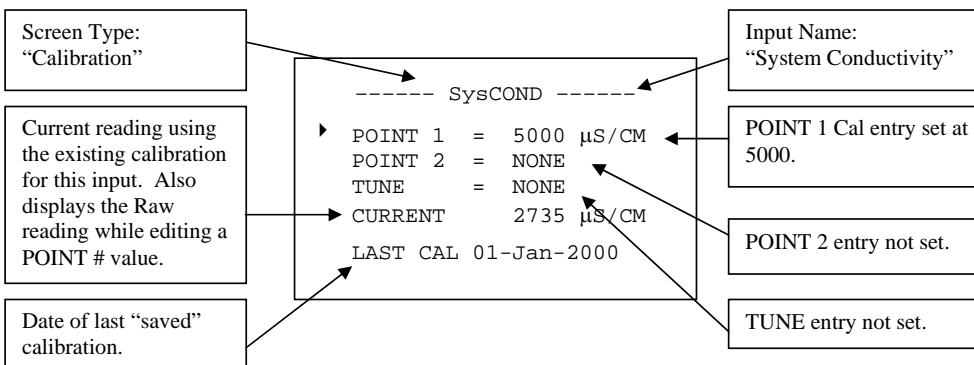 Screen Type:
“Calibration”
Input Name:
“System Conductivity”
Current reading using
the existing calibration
for this input.  Also
displays the Raw
reading while editing a
POINT # value.
------ SysCOND ------
POINT 1  =  5000 µS/CM
POINT 2  =  NONE
TUNE     =  NONE
CURRENT     2735 µS/CM
LAST CAL 01-Jan-2000
POINT 1 Cal entry set at
5000.
POINT 2 entry not set.
Date of last “saved”
calibration.
TUNE entry not set.